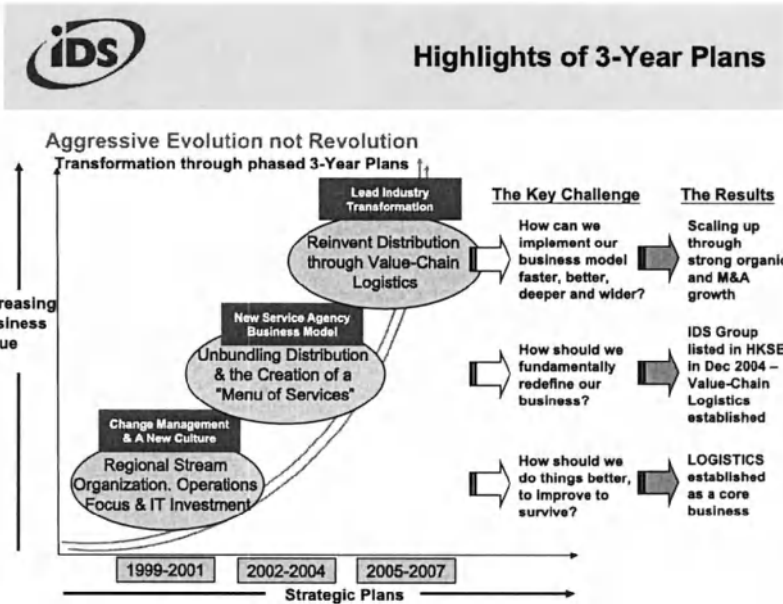 iDS
Highlights of 3-Year Plans
Aggressive Evolution not Revolution
Transformation through phased 3-Year Plans
Lead Industry
Transformation
Reinvent Distribution
through Value-Chain
Logistics
New Service Agency
Business Model
Unbundling Distribution
& the Creation of a
"Menu of Services"
Change Management
& A New Culture
Regional Stream
Organization. Operations
Focus & IT Investment
1999-2001
2002-2004
2005-2007
Strategic Plans
The Key Challenge
How can we
implement our
business model
faster, better,
deeper and wider?
How should we
fundamentally
redefine our
business?
How should we
do things better,
to improve to
survive?
The Results
Scaling up
through
strong organic
and M&A
growth
IDS Group
listed in HKSE
in Dec 2004 –
Value-Chain
Logistics
established
LOGISTICS
established
as a core
business